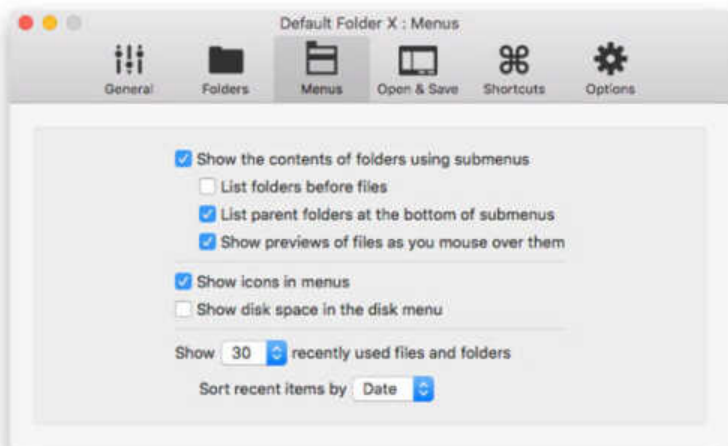 Default Folder X : Menus
General Folders Menus Open & Save Shortcuts Options
Show the contents of folders using submenus
List folders before files
List parent folders at the bottom of submenus
Show previews of files as you mouse over them
Show icons in menus
Show disk space in the disk menu
Show 30 recently used files and folders
Sort recent items by Date